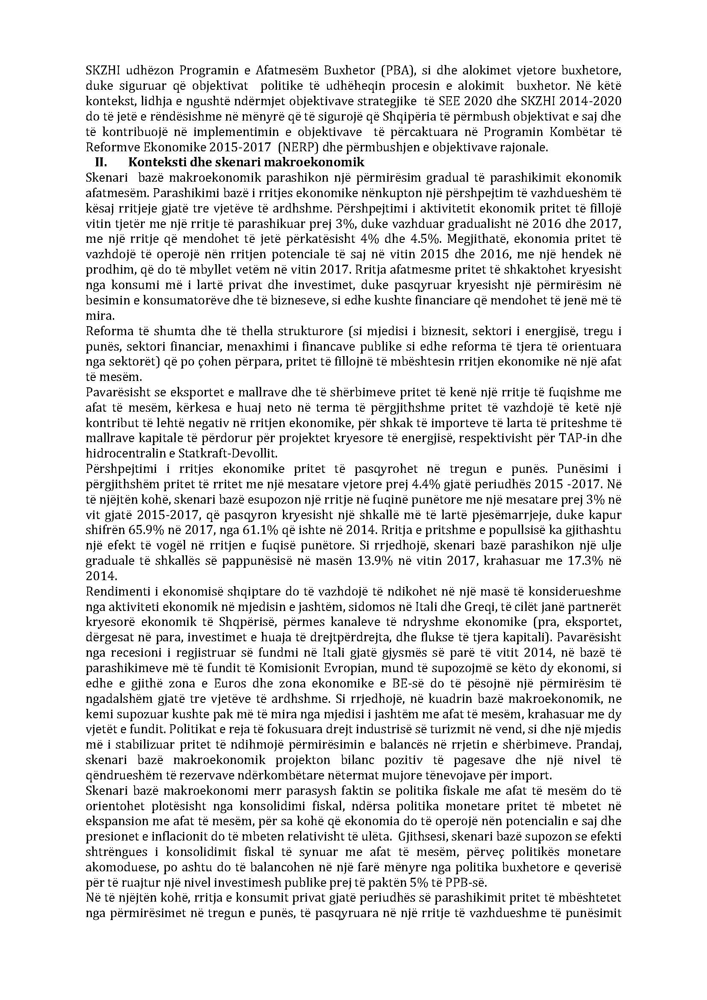 SKZHI udhëzon Programin e Afatmesëm Buxhetor (PBA), si dhe alokimet vjetore buxhetore,
duke siguruar që objektivat  politike të udhëheqin procesin e alokimit  buxhetor. Në këtë
kontekst, lidhja e ngushtë ndërmjet objektivave strategjike  të SEE 2020 dhe SKZHI 2014-2020
do të jetë e rëndësishme në mënyrë që të sigurojë që Shqipëria të përmbush objektivat e saj dhe
të kontribuojë në implementimin e objektivave  të përcaktuara në Programin Kombëtar të
Reformve Ekonomike 2015-2017  (NERP) dhe përmbushjen e objektivave rajonale.
II. Konteksti dhe skenari makroekonomik
Skenari  bazë makroekonomik parashikon një përmirësim gradual të parashikimit ekonomik
afatmesëm. Parashikimi bazë i rritjes ekonomike nënkupton një përshpejtim të vazhdueshëm të
kësaj rritjeje gjatë tre vjetëve të ardhshme. Përshpejtimi i aktivitetit ekonomik pritet të fillojë
vitin tjetër me një rritje të parashikuar prej 3%, duke vazhduar gradualisht në 2016 dhe 2017,
me një rritje që mendohet të jetë përkatësisht 4% dhe 4.5%. Megjithatë, ekonomia pritet të
vazhdojë të operojë nën rritjen potenciale të saj në vitin 2015 dhe 2016, me një hendek në
prodhim, që do të mbyllet vetëm në vitin 2017. Rritja afatmesme pritet të shkaktohet kryesisht
nga konsumi më i lartë privat dhe investimet, duke pasqyruar kryesisht një përmirësim në
besimin e konsumatorëve dhe të bizneseve, si edhe kushte financiare që mendohet të jenë më të
mira.
Reforma të shumta dhe të thella strukturore (si mjedisi i biznesit, sektori i energjisë, tregu i
punës, sektori financiar, menaxhimi i financave publike si edhe reforma të tjera të orientuara
nga sektorët) që po çohen përpara, pritet të fillojnë të mbështesin rritjen ekonomike në një afat
të mesëm.
Pavarësisht se eksportet e mallrave dhe të shërbimeve pritet të kenë një rritje të fuqishme me
afat të mesëm, kërkesa e huaj neto në terma të përgjithshme pritet të vazhdojë të ketë një
kontribut të lehtë negativ në rritjen ekonomike, për shkak të importeve të larta të priteshme të
mallrave kapitale të përdorur për projektet kryesore të energjisë, respektivisht për TAP-in dhe
hidrocentralin e Statkraft-Devollit.
Përshpejtimi i rritjes ekonomike pritet të pasqyrohet në tregun e punës. Punësimi i
përgjithshëm pritet të rritet me një mesatare vjetore prej 4.4% gjatë periudhës 2015 -2017. Në
të njëjtën kohë, skenari bazë esupozon një rritje në fuqinë punëtore me një mesatare prej 3% në
vit gjatë 2015-2017, që pasqyron kryesisht një shkallë më të lartë pjesëmarrjeje, duke kapur
shifrën 65.9% në 2017, nga 61.1% që ishte në 2014. Rritja e pritshme e popullsisë ka gjithashtu
një efekt të vogël në rritjen e fuqisë punëtore. Si rrjedhojë, skenari bazë parashikon një ulje
graduale të shkallës së pappunësisë në masën 13.9% në vitin 2017, krahasuar me 17.3% në
2014.
Rendimenti i ekonomisë shqiptare do të vazhdojë të ndikohet në një masë të konsiderueshme
nga aktiviteti ekonomik në mjedisin e jashtëm, sidomos në Itali dhe Greqi, të cilët janë partnerët
kryesorë ekonomik të Shqpërisë, përmes kanaleve të ndryshme ekonomike (pra, eksportet,
dërgesat në para, investimet e huaja të drejtpërdrejta, dhe flukse të tjera kapitali). Pavarësisht
nga recesioni i regjistruar së fundmi në Itali gjatë gjysmës së parë të vitit 2014, në bazë të
parashikimeve më të fundit të Komisionit Evropian, mund të supozojmë se këto dy ekonomi, si
edhe e gjithë zona e Euros dhe zona ekonomike e BE-së do të pësojnë një përmirësim të
ngadalshëm gjatë tre vjetëve të ardhshme. Si rrjedhojë, në kuadrin bazë makroekonomik, ne
kemi supozuar kushte pak më të mira nga mjedisi i jashtëm me afat të mesëm, krahasuar me dy
vjetët e fundit. Politikat e reja të fokusuara drejt industrisë së turizmit në vend, si dhe një mjedis
më i stabilizuar pritet të ndihmojë përmirësimin e balancës në rrjetin e shërbimeve. Prandaj,
skenari bazë makroekonomik projekton bilanc pozitiv të pagesave dhe një nivel të
qëndrueshëm të rezervave ndërkombëtare nëtermat mujore tënevojave për import.
Skenari bazë makroekonomi merr parasysh faktin se politika fiskale me afat të mesëm do të
orientohet plotësisht nga konsolidimi fiskal, ndërsa politika monetare pritet të mbetet në
ekspansion me afat të mesëm, për sa kohë që ekonomia do të operojë nën potencialin e saj dhe
presionet e inflacionit do të mbeten relativisht të ulëta.  Gjithsesi, skenari bazë supozon se efekti
shtrëngues i konsolidimit fiskal të synuar me afat të mesëm, përveç politikës monetare
akomoduese, po ashtu do të balancohen në një farë mënyre nga politika buxhetore e qeverisë
për të ruajtur një nivel investimesh publike prej të paktën 5% të PPB-së.
Në të njëjtën kohë, rritja e konsumit privat gjatë periudhës së parashikimit pritet të mbështetet
nga përmirësimet në tregun e punës, të pasqyruara në një rritje të vazhdueshme të punësimit